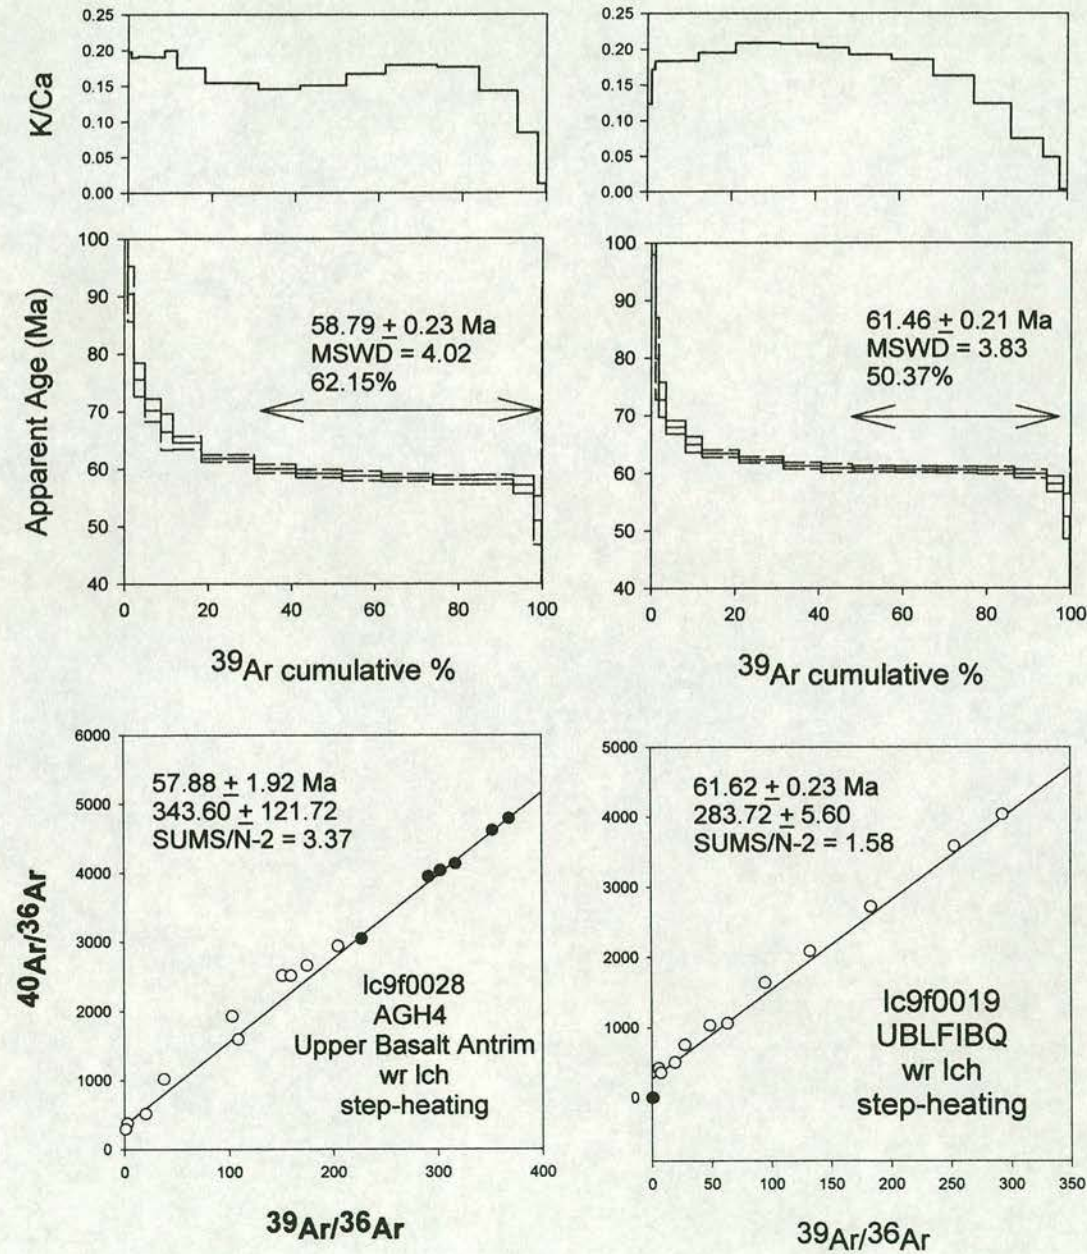 0.25
0.20
0.15
0.10
0.05
0.00
K/Ca
0.25
0.20
0.15
0.10
0.05
0.00
100
90
80
70
60
50
40
Apparent Age (Ma)
58.79 ± 0.23 Ma
MSWD = 4.02
62.15%
0 20 40 60 80 100
39Ar cumulative %
100
90
80
70
60
50
40
61.46 ± 0.21 Ma
MSWD = 3.83
50.37%
0 20 40 60 80 100
39Ar cumulative %
6000
5000
4000
3000
2000
1000
0
40Ar/36Ar
57.88 ± 1.92 Ma
343.60 ± 121.72
SUMS/N-2 = 3.37
lc9f0028
AGH4
Upper Basalt Antrim
wr lch
step-heating
0 100 200 300 400
39Ar/36Ar
5000
4000
3000
2000
1000
0
61.62 ± 0.23 Ma
283.72 ± 5.60
SUMS/N-2 = 1.58
lc9f0019
UBLFIBQ
wr lch
step-heating
0 50 100 150 200 250 300 350
39Ar/36Ar